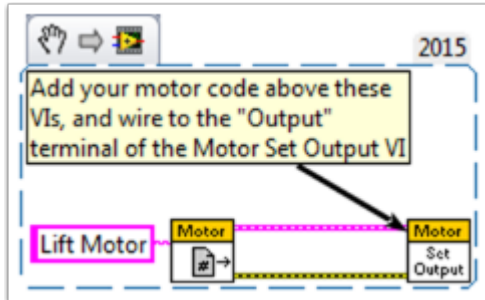 2015
Add your motor code above these
VIs, and wire to the "Output"
terminal of the Motor Set Output VI
Lift Motor
Motor
#
Motor
Set
Output